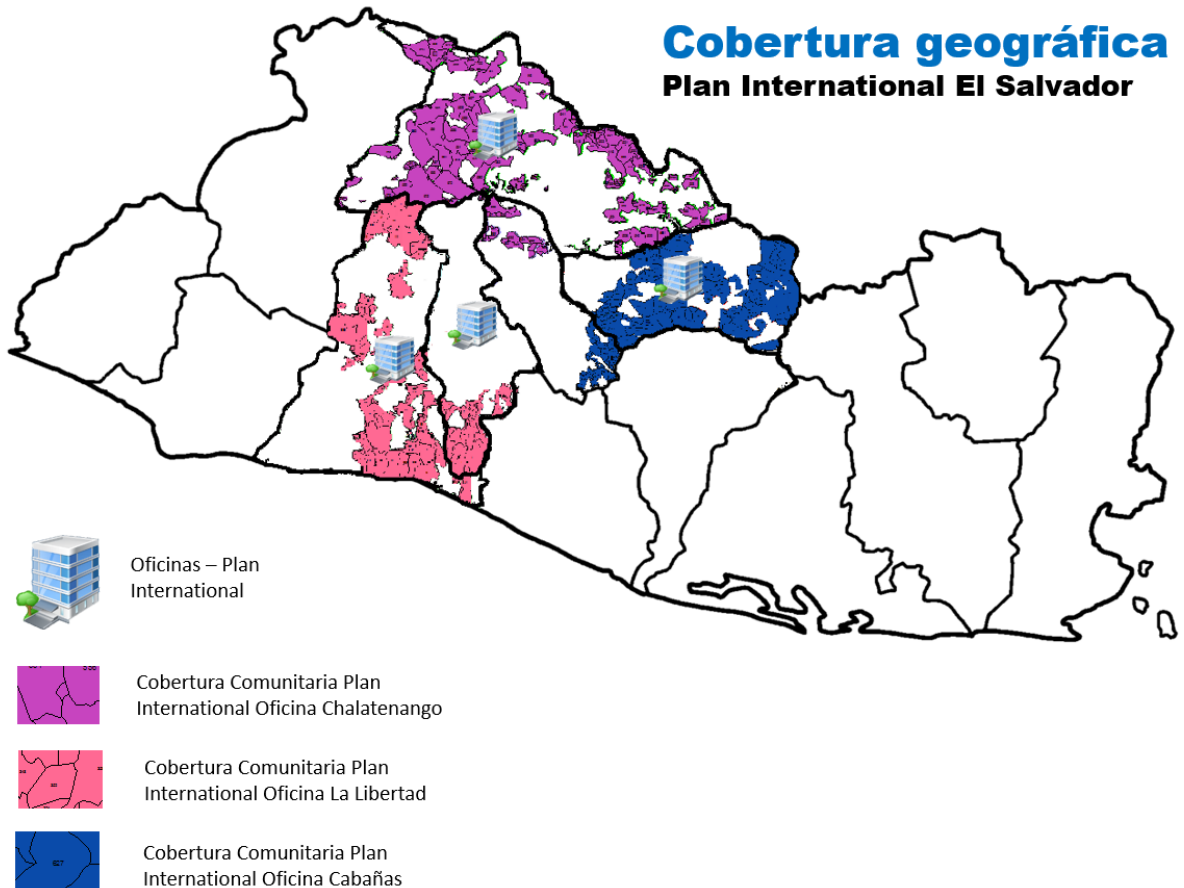 Cobertura geográfica
Plan International El Salvador
Oficinas – Plan
International
Cobertura Comunitaria Plan
International Oficina Chalatenango
Cobertura Comunitaria Plan
International Oficina La Libertad
627
Cobertura Comunitaria Plan
International Oficina Cabañas